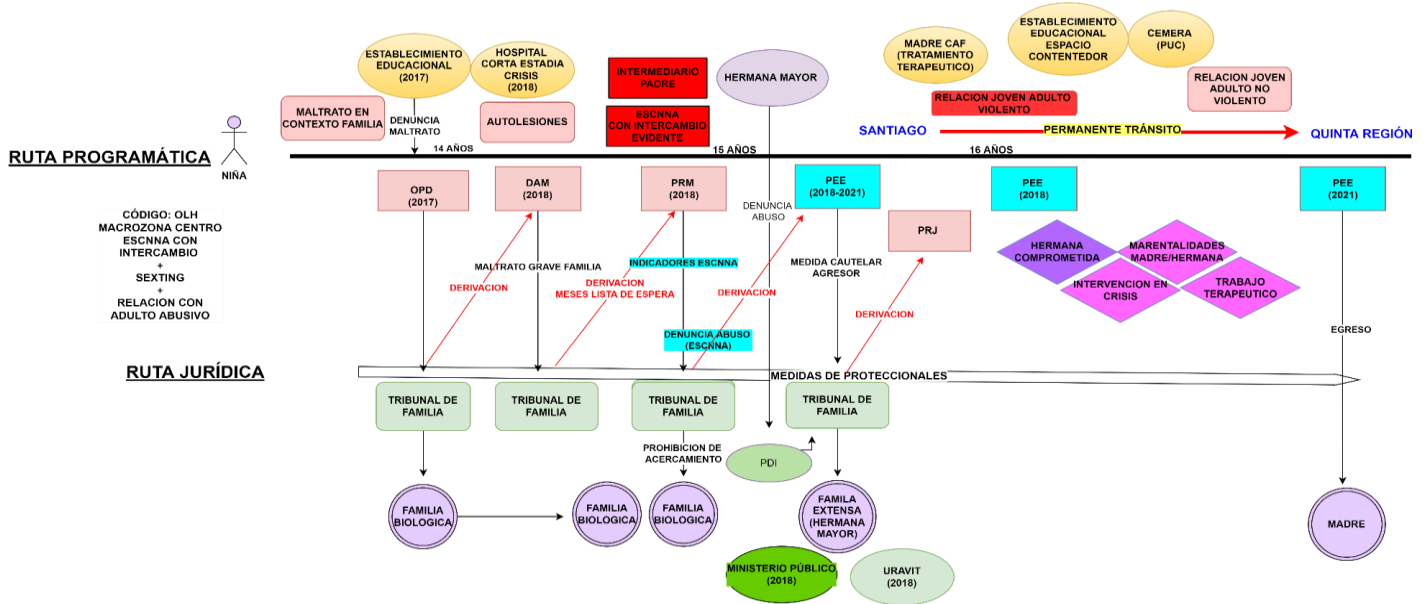 ESTABLECIMIENTO
EDUCACIONAL
(2017)
HOSPITAL
CORTA ESTADIA
CRISIS
(2018)
INTERMEDIARIO
PADRE
HERMANA MAYOR
MADRE CAF
(TRATAMIENTO
TERAPEUTICO)
ESTABLECIMIENTO
EDUCACIONAL
ESPACIO
CONTENEDOR
CEMERA
(PUC)
MALTRATO EN
CONTEXTO FAMILIA
DENUNCIA
MALTRATO
AUTOLESIONES
ESCNNA
CON INTERCAMBIO
EVIDENTE
RELACION JOVEN ADULTO
VIOLENTO
RELACION JOVEN
ADULTO NO
VIOLENTO
SANTIAGO
PERMANENTE TRÁNSITO
QUINTA REGIÓN
RUTA PROGRAMÁTICA
NIÑA
14 AÑOS
15 AÑOS
16 AÑOS
OPD
(2017)
DAM
(2018)
PRM
(2018)
DENUNCIA
ABUSO
PEE
(2018-2021)
PRJ
PEE
(2018)
PEE
(2021)
CÓDIGO: OLH
MACROZONA CENTRO
ESCNNA CON
INTERCAMBIO
+
SEXTING
+
RELACION CON
ADULTO ABUSIVO
DERIVACION
MALTRATO GRAVE FAMILIA
DERIVACION
MESES LISTA DE ESPERA
INDICADORES ESCNNA
DENUNCIA ABUSO
(ESCNNA)
DERIVACION
MEDIDA CAUTELAR
AGRESOR
DERIVACION
HERMANA
COMPROMETIDA
MARENTALIDADES
MADRE/HERMANA
INTERVENCION EN
CRISIS
TRABAJO
TERAPEUTICO
EGRESO
RUTA JURÍDICA
MEDIDAS DE PROTECCIONALES
TRIBUNAL DE
FAMILIA
TRIBUNAL DE
FAMILIA
TRIBUNAL DE
FAMILIA
TRIBUNAL DE
FAMILIA
PROHIBICION DE
ACERCAMIENTO
PDI
FAMILIA
BIOLOGICA
FAMILIA
BIOLOGICA
FAMILIA
BIOLOGICA
FAMILA
EXTENSA
(HERMANA
MAYOR)
MADRE
MINISTERIO PÚBLICO
(2018)
URAVIT
(2018)